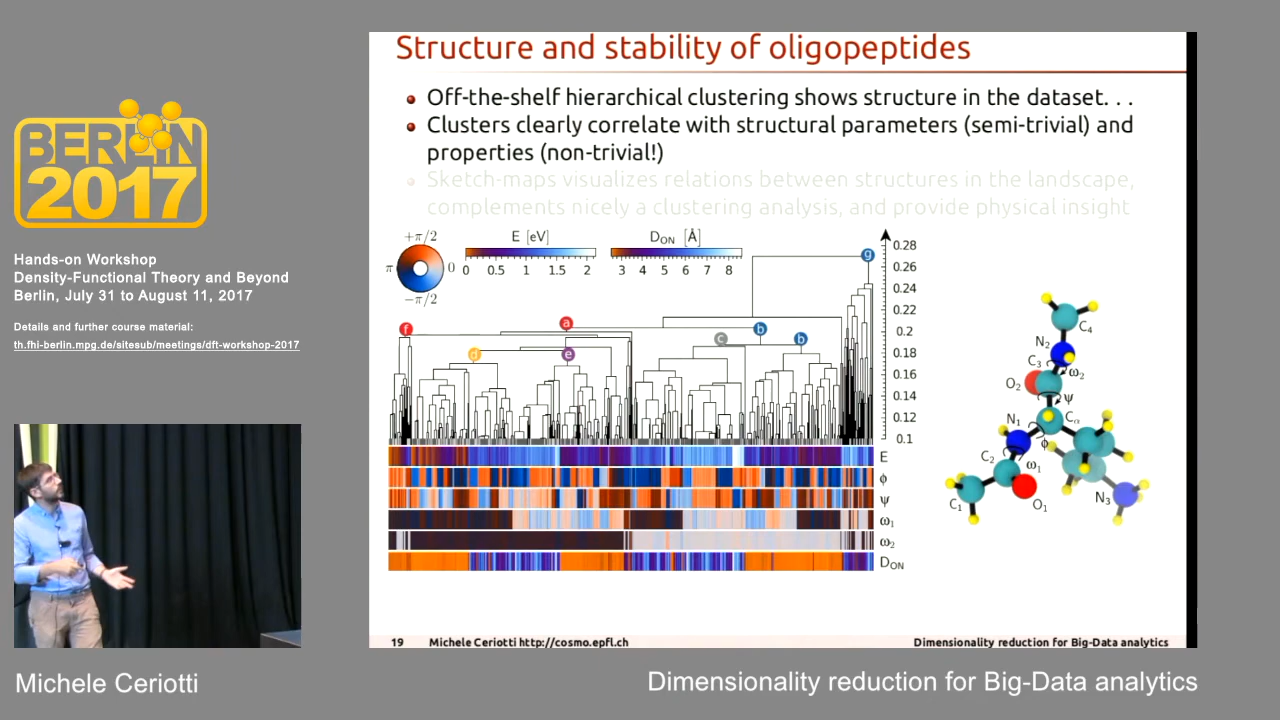 Structure and stability of oligopeptides
Off-the-shelf hierarchical clustering shows structure in the dataset. . .
Clusters clearly correlate with structural parameters (semi-trivial) and
properties (non-trivial!)
Sketch-maps visualizes relations between structures in the landscape,
complements nicely a clustering analysis, and provide physical insight
BERLIN
2017
Hands-on Workshop
Density-Functional Theory and Beyond
Berlin, July 31 to August 11, 2017
Details and further course material:
th.fhi-berlin.mpg.de/sitesub/meetings/dft-workshop-2017
+π/2
π 0
−π/2
E [eV]
0 0.5 1 1.5 2
D_ON [Å]
3 4 5 6 7 8
g
f a b
d e c b
0.28
0.26
0.24
0.22
0.2
0.18
0.16
0.14
0.12
0.1
E
ϕ
ψ
ω₁
ω₂
D_ON
C₄
N₂
C₃
ω₂
O₂
ψ
N₁
Cα
ϕ
C₂
ω₁
N₃
C₁
O₁
19 Michele Ceriotti http://cosmo.epfl.ch Dimensionality reduction for Big-Data analytics
Michele Ceriotti
Dimensionality reduction for Big-Data analytics